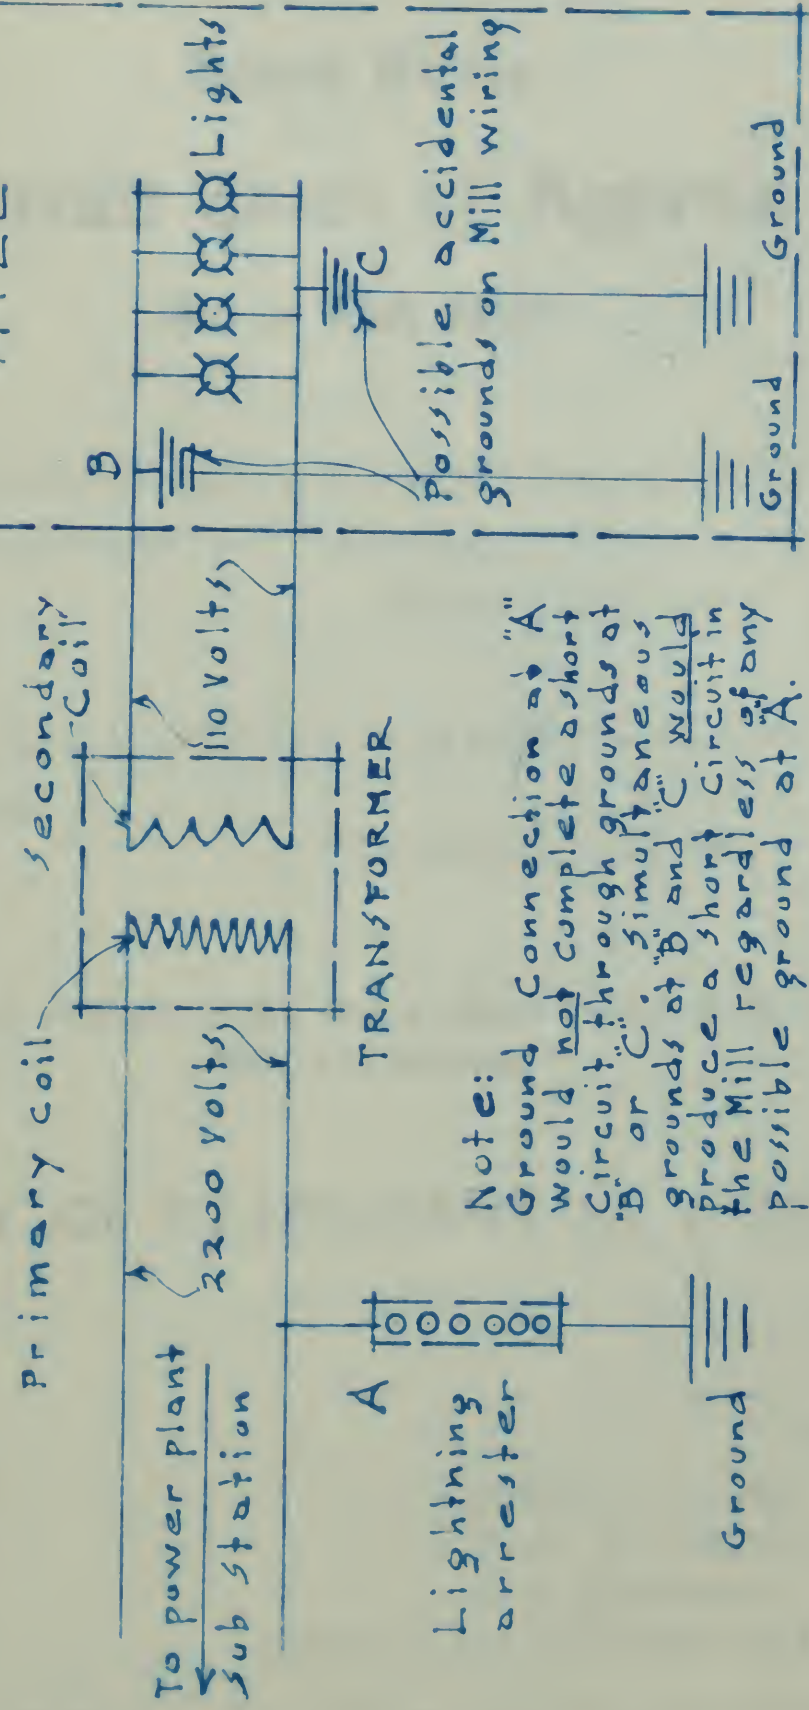 Primary coil
Secondary
Coil
Lights
B
To power plant
sub station
2200 Volts
110 Volts
TRANSFORMER
A
Lightning
arrester
Ground
C
Possible accidental
grounds on Mill wiring
Ground
Ground
Note:
Ground Connection at "A"
would not complete a short
Circuit through grounds at
"B" or "C". Simultaneous
grounds at "B" and "C" would
produce a short circuit in
the Mill regardless of any
possible ground at "A".